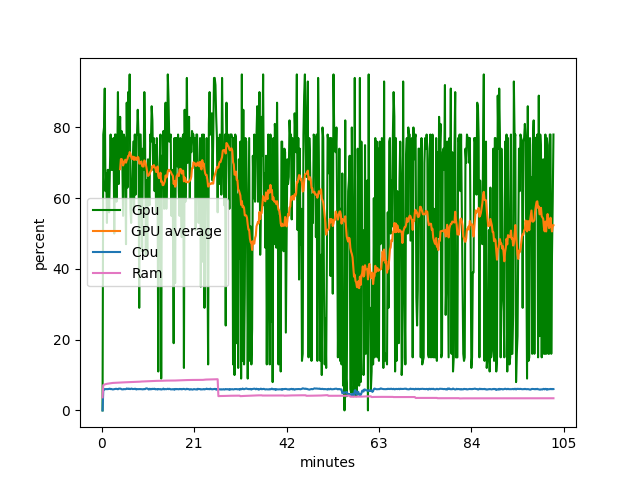 80
60
40
20
0
percent
Gpu
GPU average
Cpu
Ram
0 21 42 63 84 105
minutes